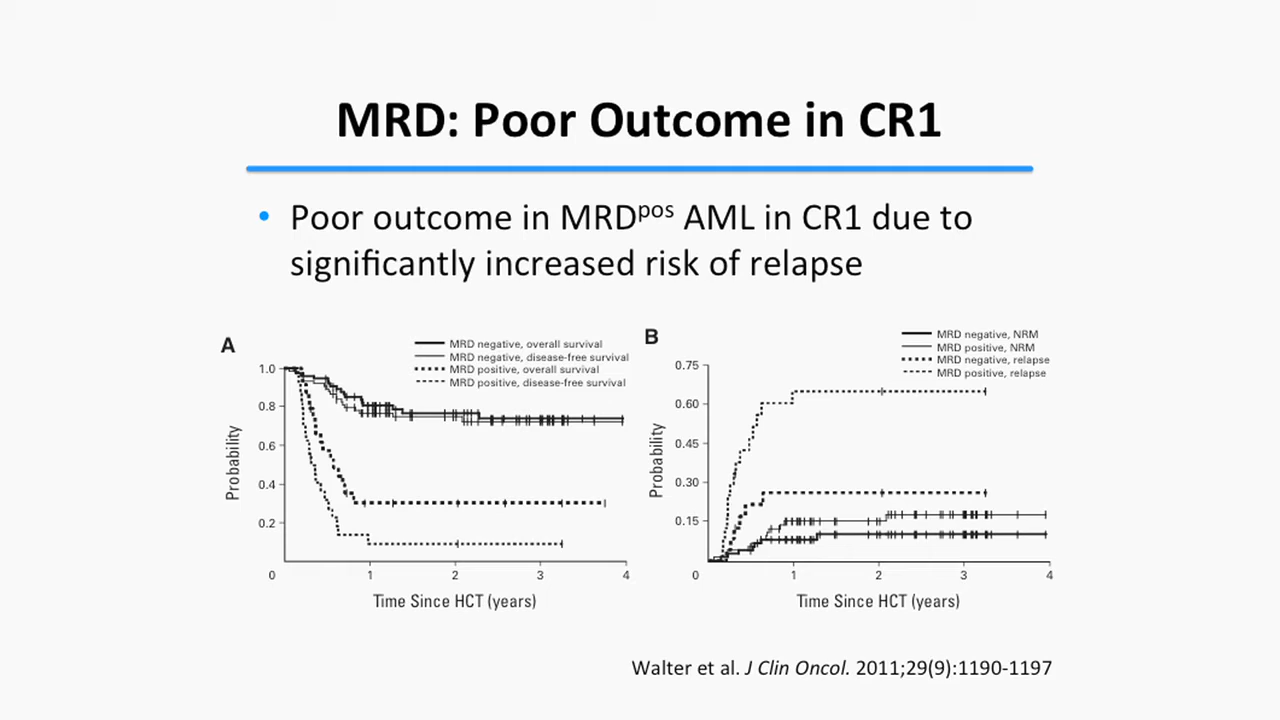 MRD: Poor Outcome in CR1
• Poor outcome in MRDpos AML in CR1 due to
significantly increased risk of relapse
A
MRD negative, overall survival
MRD negative, disease-free survival
MRD positive, overall survival
MRD positive, disease-free survival
1.0
0.8
0.6
0.4
0.2
Probability
0 1 2 3 4
Time Since HCT (years)
B
MRD negative, NRM
MRD positive, NRM
MRD negative, relapse
MRD positive, relapse
0.75
0.60
0.45
0.30
0.15
Probability
0 1 2 3 4
Time Since HCT (years)
Walter et al. J Clin Oncol. 2011;29(9):1190-1197